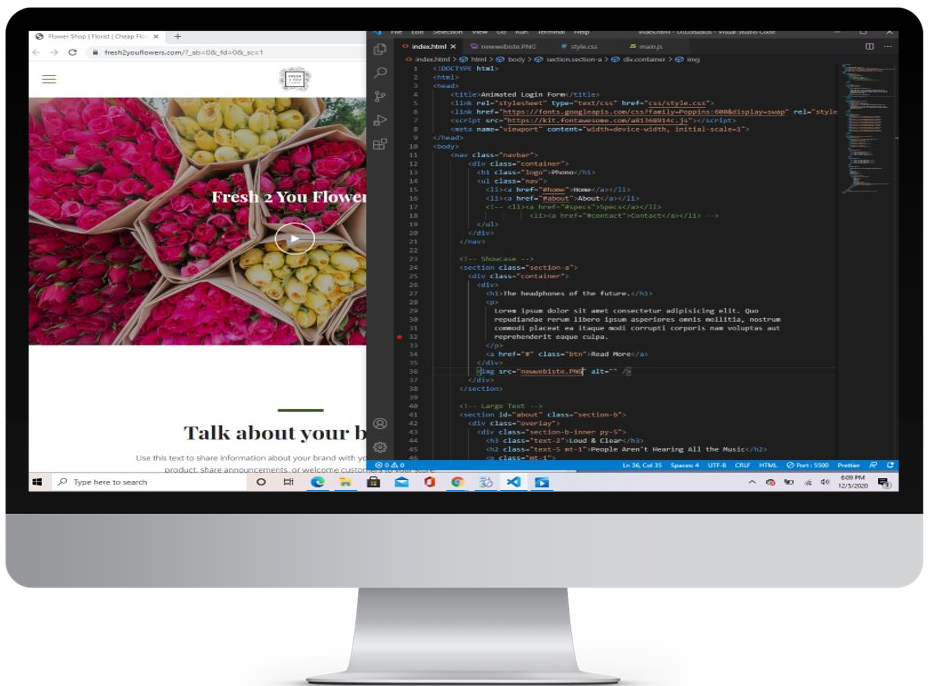 Flower Shop | Florist | Cheap Flo
fresh2youflowers.com/?_ab=0&_fd=0&_sc=1
Fresh 2 You Flower
Talk about your b
Use this text to share information about your brand with yo
product, share announcements, or welcome customers to your store.
File Edit Selection View Go Run Terminal Help index.html - Visual Studio Code
index.html newwebiste.PNG # style.css JS main.js
index.html > html > body > section.section-a > div.container > img
1 <!DOCTYPE html>
2 <html>
3 <head>
4 <title>Animated Login Form</title>
5 <link rel="stylesheet" type="text/css" href="css/style.css">
6 <link href="https://fonts.googleapis.com/css?family=Poppins:600&display=swap" rel="style
7 <script src="https://kit.fontawesome.com/a81368914c.js"></script>
8 <meta name="viewport" content="width=device-width, initial-scale=1">
9 </head>
10 <body>
11 <nav class="navbar">
12 <div class="container">
13 <h1 class="logo">Phono</h1>
14 <ul class="nav">
15 <li><a href="#home">Home</a></li>
16 <li><a href="#about">About</a></li>
17 <!-- <li><a href="#specs">Specs</a></li>
18 <li><a href="#contact">Contact</a></li> -->
19 </ul>
20 </div>
21 </nav>
22
23 <!-- Showcase -->
24 <section class="section-a">
25 <div class="container">
26 <div>
27 <h1>The headphones of the future.</h1>
28 <p>
29 Lorem ipsum dolor sit amet consectetur adipisicing elit. Quo
30 repudiandae rerum libero ipsum asperiores omnis mollitia, nostrum
31 commodi placeat ea itaque modi corrupti corporis nam voluptas aut
32 reprehenderit eaque culpa.
33 </p>
34 <a href="#" class="btn">Read More</a>
35 </div>
36 <img src="newwebiste.PNG" alt="" />
37 </div>
38 </section>
39
40 <!-- Large Text -->
41 <section id="about" class="section-b">
42 <div class="overlay">
43 <div class="section-b-inner py-5">
44 <h3 class="text-2">Loud & Clear</h3>
45 <h2 class="text-5 mt-1">People Aren't Hearing All the Music</h2>
46 <p class="mt-1">
0 0 Ln 36, Col 35 Spaces: 4 UTF-8 CRLF HTML Port : 5500 Prettier
Type here to search
6:09 PM
12/5/2020